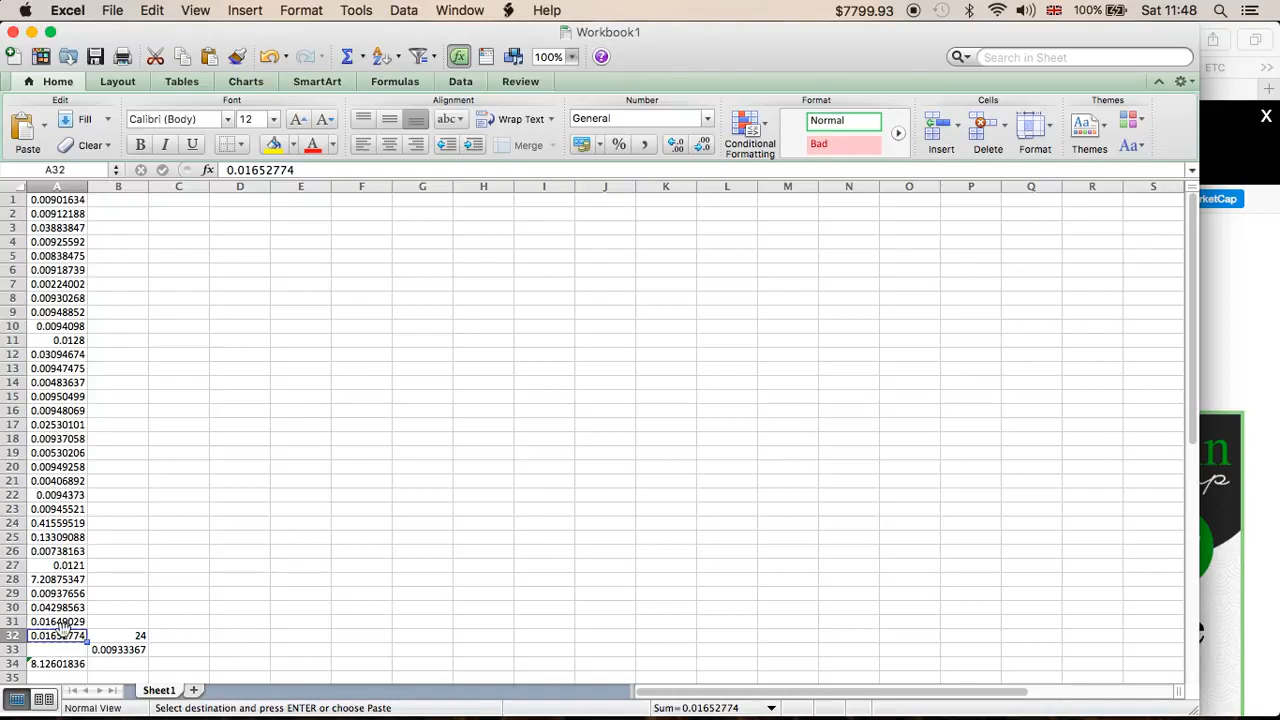 Excel File Edit View Insert Format Tools Data Window Help $7799.93 100% Sat 11:48
Workbook1
100% Search in Sheet
ETC
Home Layout Tables Charts SmartArt Formulas Data Review
Edit Font Alignment Number Format Cells Themes
Fill Calibri (Body) 12 abc Wrap Text General Normal
Paste Clear B I U A Merge % Conditional Formatting Bad Insert Delete Format Themes Aa
A32 fx 0.01652774
rketCap
A B C D E F G H I J K L M N O P Q R S
1 0.00901634
2 0.00912188
3 0.03883847
4 0.00925592
5 0.00838475
6 0.00918739
7 0.00224002
8 0.00930268
9 0.00948852
10 0.0094098
11 0.0128
12 0.03094674
13 0.00947475
14 0.00483637
15 0.00950499
16 0.00948069
17 0.02530101
18 0.00937058
19 0.00530206
20 0.00949258
21 0.00406892
22 0.0094373
23 0.00945521
24 0.41559519
25 0.13309088
26 0.00738163
27 0.0121
28 7.20875347
29 0.00937656
30 0.04298563
31 0.01649029
32 0.01652774 24
33 0.00933367
34 8.12601836
35
Sheet1
Normal View Select destination and press ENTER or choose Paste Sum=0.01652774